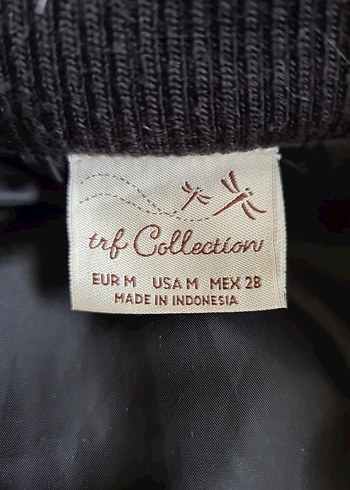 trf Collection
EUR M USA M MEX 28
MADE IN INDONESIA